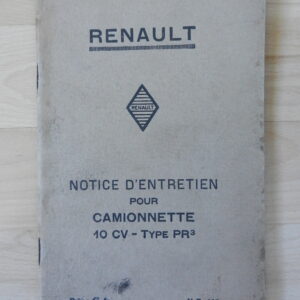 RENAULT
RENAULT
NOTICE D'ENTRETIEN
POUR
CAMIONNETTE
10 CV - TYPE PR³